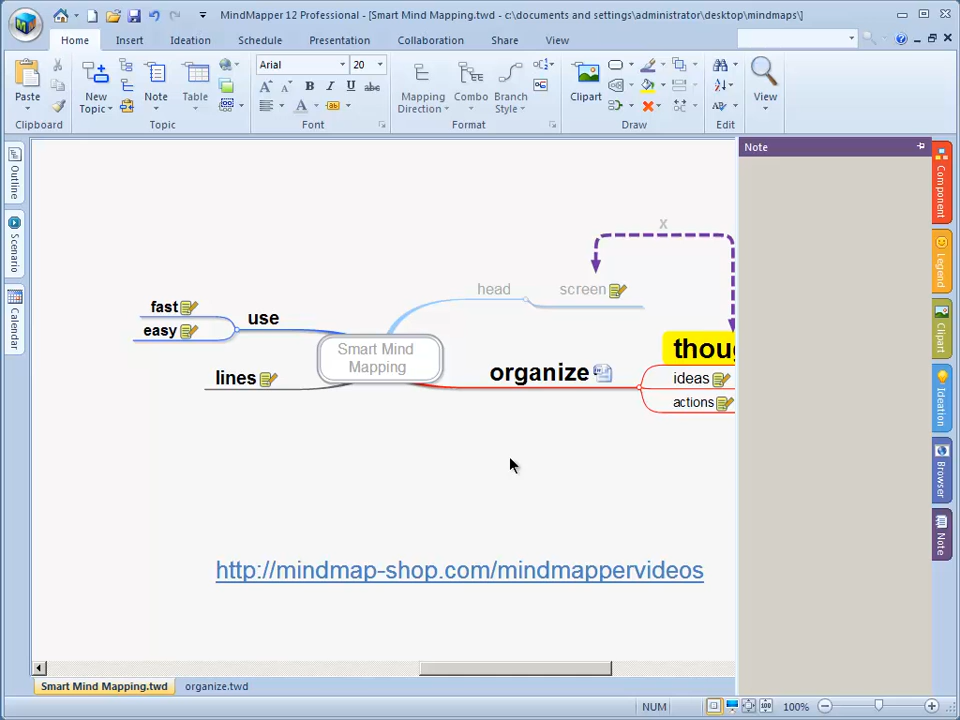 MindMapper 12 Professional - [Smart Mind Mapping.twd - c:\documents and settings\administrator\desktop\mindmaps\]
Home Insert Ideation Schedule Presentation Collaboration Share View
Arial 20
Paste New Topic Note Table B I U abc Mapping Direction Combo Branch Style Clipart View
Clipboard Topic Font Format Draw Edit
Note
Outline
Scenario
Calendar
Component
Legend
Clipart
Ideation
Browser
Note
x
head screen
fast
easy
use
Smart Mind
Mapping
lines
organize
thoug
ideas
actions
http://mindmap-shop.com/mindmappervideos
Smart Mind Mapping.twd organize.twd
NUM 100%